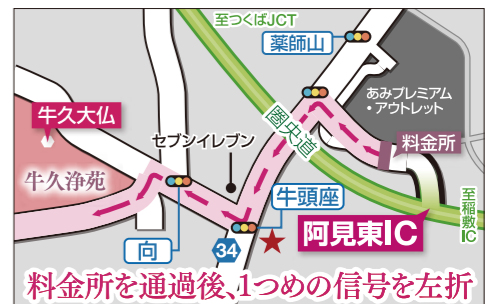 至つくばJCT
薬師山
あみプレミアム
・アウトレット
牛久大仏
セブンイレブン
圏央道
料金所
牛久浄苑
牛頭座
至稲敷
IC
向
34
阿見東IC
料金所を通過後、1つめの信号を左折